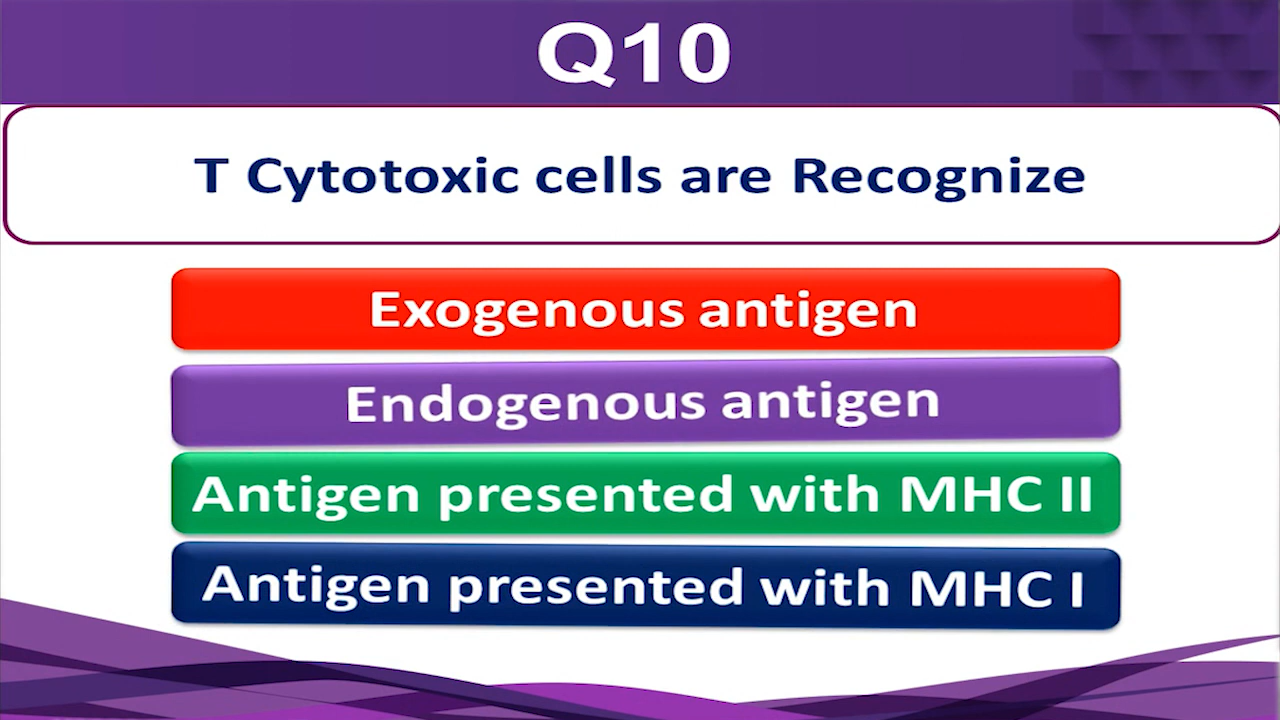 Q10
T Cytotoxic cells are Recognize
Exogenous antigen
Endogenous antigen
Antigen presented with MHC II
Antigen presented with MHC I